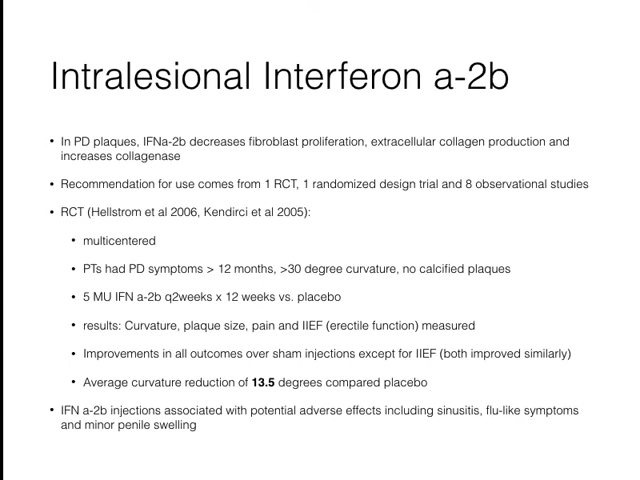 Intralesional Interferon a-2b
• In PD plaques, IFNa-2b decreases fibroblast proliferation, extracellular collagen production and
increases collagenase
• Recommendation for use comes from 1 RCT, 1 randomized design trial and 8 observational studies
• RCT (Hellstrom et al 2006, Kendirci et al 2005):
• multicentered
• PTs had PD symptoms > 12 months, >30 degree curvature, no calcified plaques
• 5 MU IFN a-2b q2weeks x 12 weeks vs. placebo
• results: Curvature, plaque size, pain and IIEF (erectile function) measured
• Improvements in all outcomes over sham injections except for IIEF (both improved similarly)
• Average curvature reduction of 13.5 degrees compared placebo
• IFN a-2b injections associated with potential adverse effects including sinusitis, flu-like symptoms
and minor penile swelling